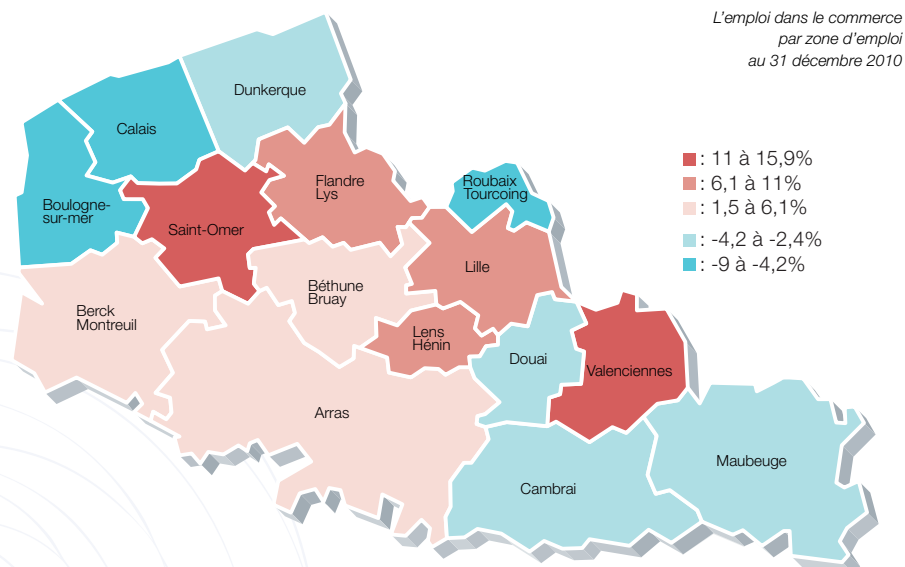 L'emploi dans le commerce
par zone d'emploi
au 31 décembre 2010
Dunkerque
Calais
Boulogne-
sur-mer
Saint-Omer
Flandre
Lys
Roubaix
Tourcoing
Lille
Béthune
Bruay
Berck
Montreuil
Lens
Hénin
Douai
Valenciennes
Arras
Cambrai
Maubeuge
: 11 à 15,9%
: 6,1 à 11%
: 1,5 à 6,1%
: -4,2 à -2,4%
: -9 à -4,2%